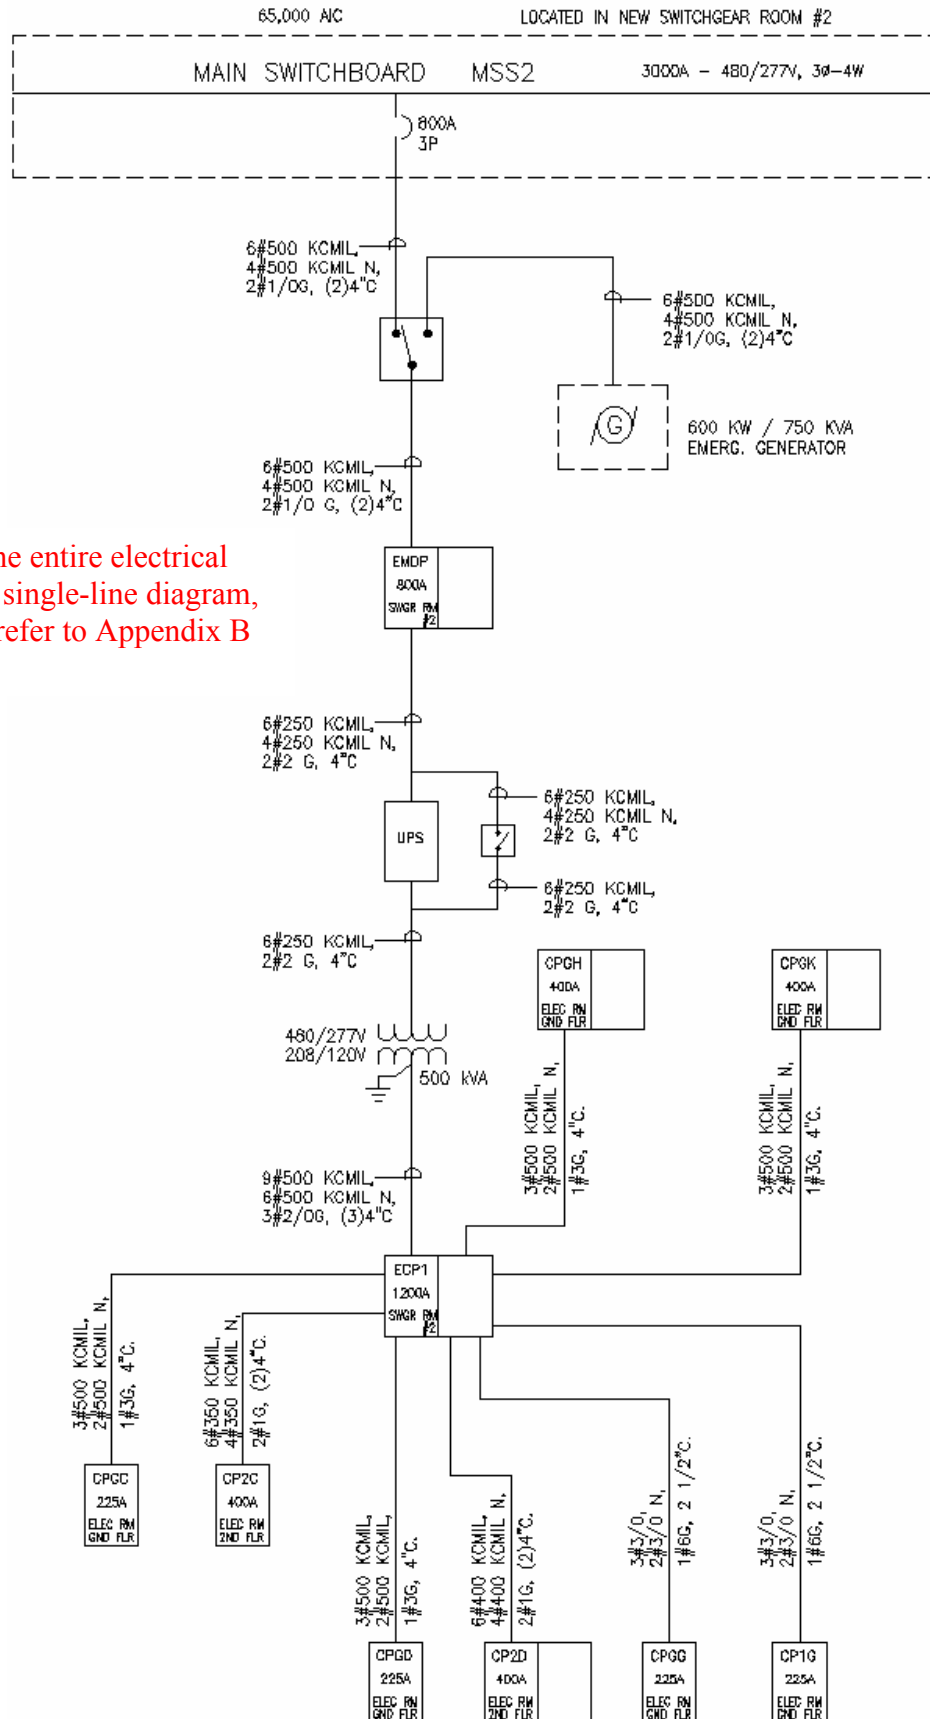 65,000 AIC
LOCATED IN NEW SWITCHGEAR ROOM #2
MAIN SWITCHBOARD MSS2
3000A - 480/277V, 3Ø-4W
800A
3P
6#500 KCMIL,
4#500 KCMIL N,
2#1/0G, (2)4"C
6#500 KCMIL,
4#500 KCMIL N,
2#1/0G, (2)4"C
G
600 KW / 750 KVA
EMERG. GENERATOR
6#500 KCMIL,
4#500 KCMIL N,
2#1/0 G, (2)4"C
he entire electrical
single-line diagram,
refer to Appendix B
EMDP
800A
SWGR RM
#2
6#250 KCMIL,
4#250 KCMIL N,
2#2 G, 4"C
UPS
6#250 KCMIL,
4#250 KCMIL N,
2#2 G, 4"C
6#250 KCMIL,
2#2 G, 4"C
6#250 KCMIL,
2#2 G, 4"C
CPGH
400A
ELEC RM
GND FLR
CPGK
400A
ELEC RM
GND FLR
480/277V
208/120V
500 kVA
3#500 KCMIL,
2#500 KCMIL N,
1#3G, 4"C.
3#500 KCMIL,
2#500 KCMIL N,
1#3G, 4"C.
9#500 KCMIL,
6#500 KCMIL N,
3#2/0G, (3)4"C
ECP1
1200A
SWGR RM
#2
3#500 KCMIL,
2#500 KCMIL N,
1#3G, 4"C.
6#350 KCMIL,
4#350 KCMIL N,
2#1G, (2)4"C.
CPGC
225A
ELEC RM
GND FLR
CP2C
400A
ELEC RM
2ND FLR
3#500 KCMIL,
2#500 KCMIL,
1#3G, 4"C.
6#400 KCMIL,
4#400 KCMIL N,
2#1G, (2)4"C.
3#3/0,
2#3/0 N,
1#6G, 2 1/2"C.
3#3/0,
2#3/0 N,
1#6G, 2 1/2"C.
CPGD
225A
ELEC RM
GND FLR
CP2D
400A
ELEC RM
2ND FLR
CPGG
225A
ELEC RM
GND FLR
CP1G
225A
ELEC RM
GND FLR